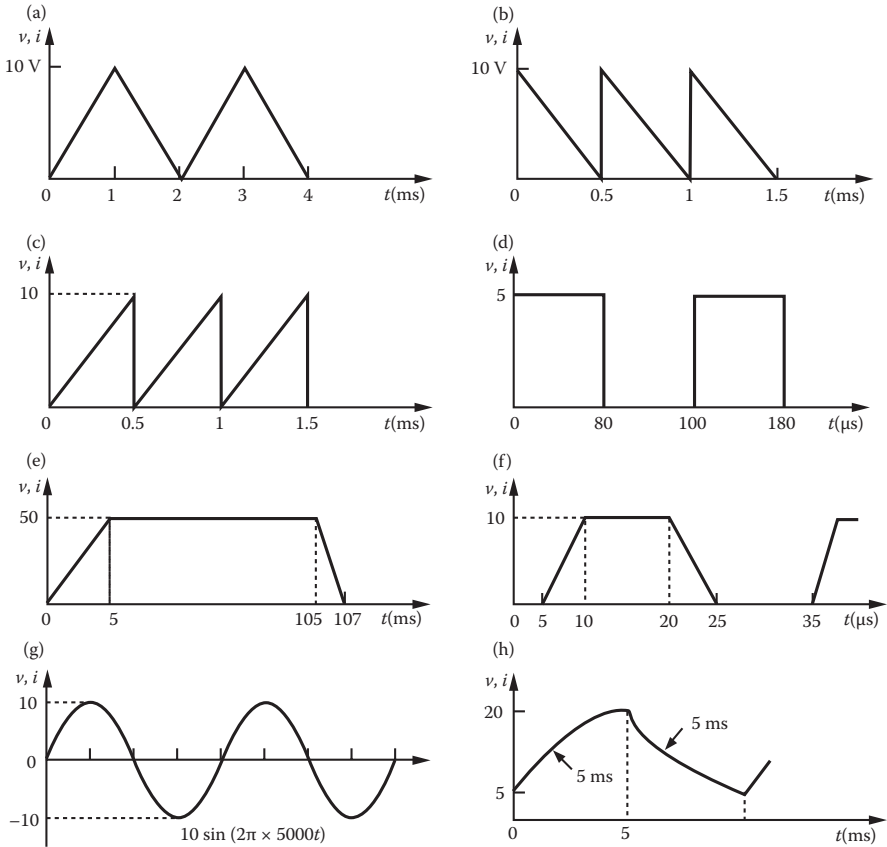 (a)
v, i
10 V
0 1 2 3 4 t(ms)
(b)
v, i
10 V
0 0.5 1 1.5 t(ms)
(c)
v, i
10
0 0.5 1 1.5 t(ms)
(d)
v, i
5
0 80 100 180 t(μs)
(e)
v, i
50
0 5 105 107 t(ms)
(f)
v, i
10
0 5 10 20 25 35 t(μs)
(g)
v, i
10
0
−10
10 sin (2π × 5000t)
(h)
v, i
20
5 ms
5 ms
5
0 5 t(ms)